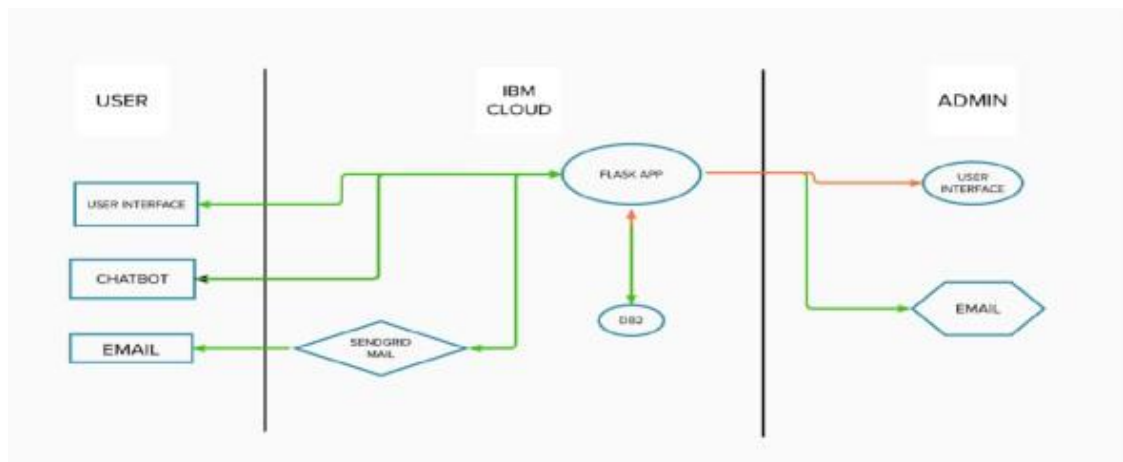 USER
IBM
CLOUD
ADMIN
FLASK APP
USER
INTERFACE
USER INTERFACE
CHATBOT
EMAIL
SENDGRID
MAIL
DB2
EMAIL